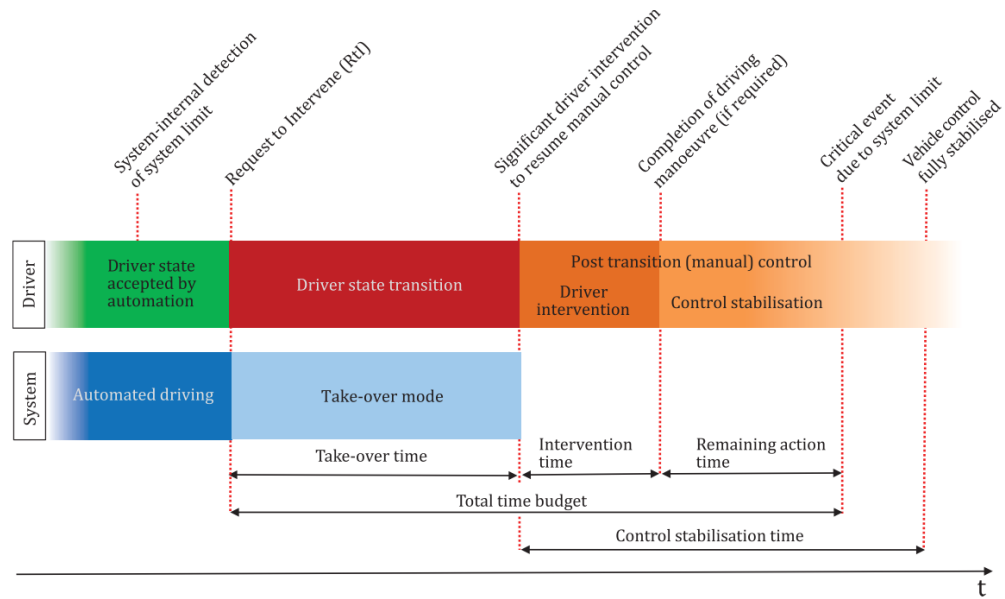 System-internal detection
of system limit
Request to Intervene (RtI)
Significant driver intervention
to resume manual control
Completion of driving
manoeuvre (if required)
Critical event
due to system limit
Vehicle control
fully stabilised
Driver
Driver state
accepted by
automation
Driver state transition
Post transition (manual) control
Driver
intervention
Control stabilisation
System
Automated driving
Take-over mode
Take-over time
Intervention
time
Remaining action
time
Total time budget
Control stabilisation time
t